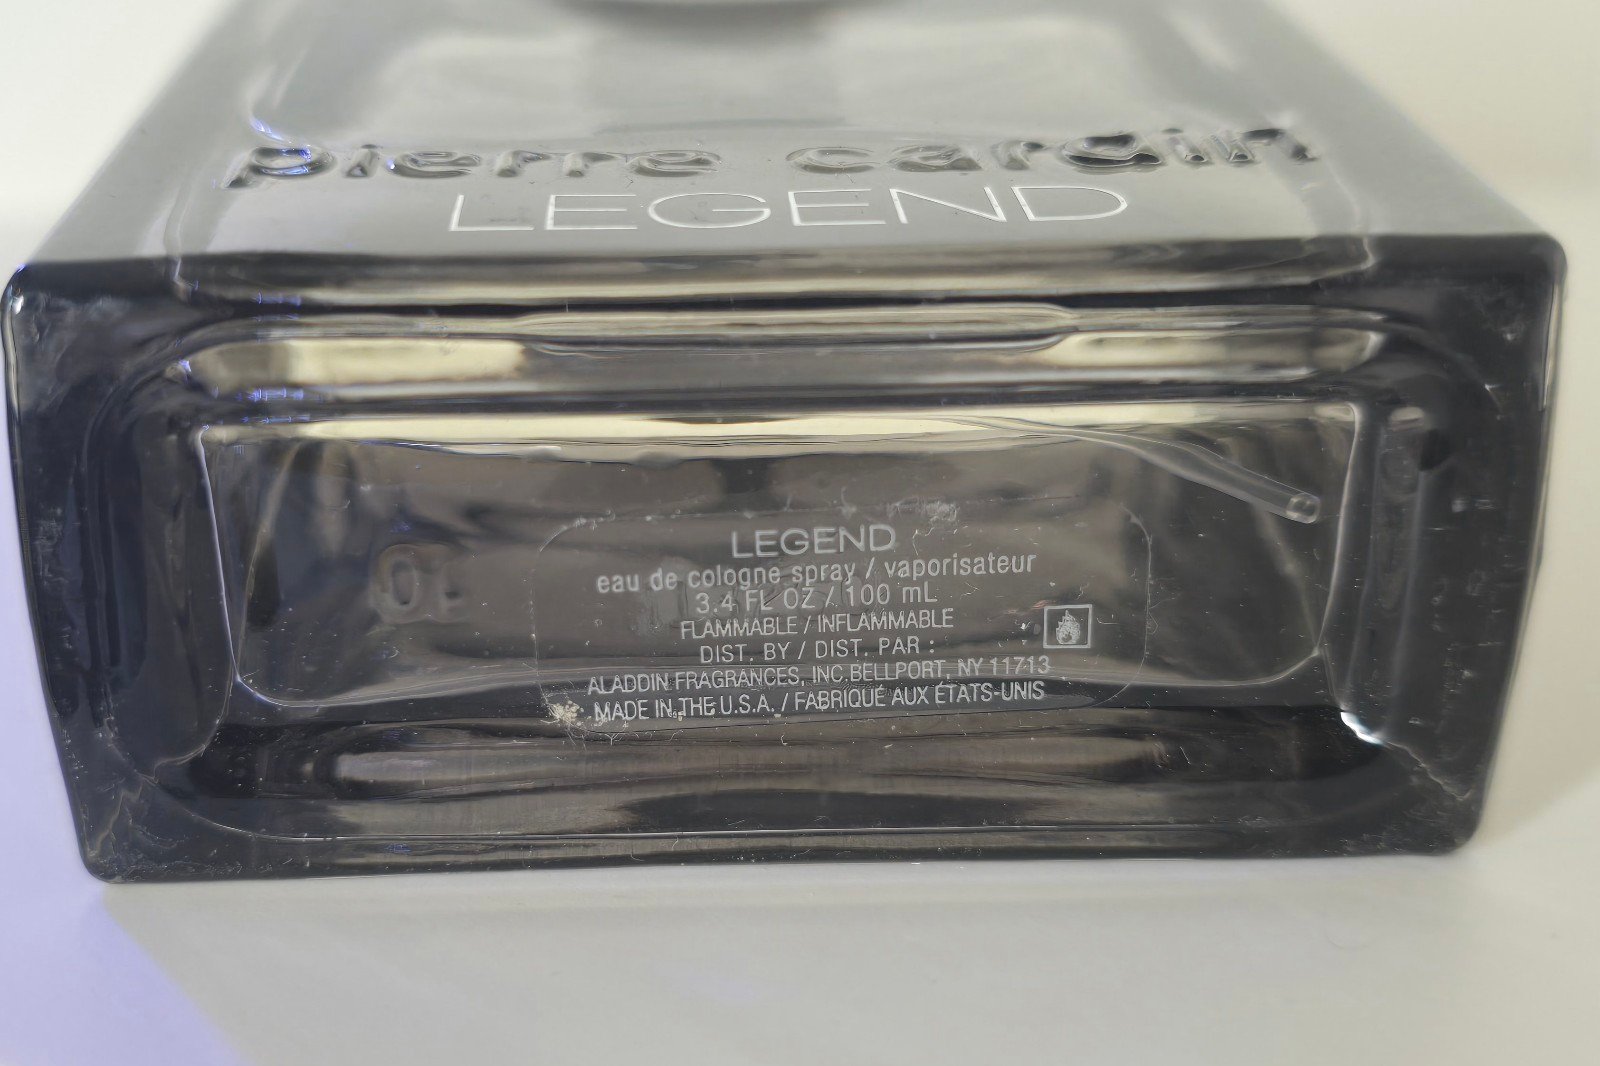 pierre cardin
LEGEND
LEGEND
eau de cologne spray / vaporisateur
3.4 FL OZ / 100 mL
FLAMMABLE / INFLAMMABLE
DIST. BY / DIST. PAR :
ALADDIN FRAGRANCES, INC.BELLPORT, NY 11713
MADE IN THE U.S.A. / FABRIQUÉ AUX ÉTATS-UNIS